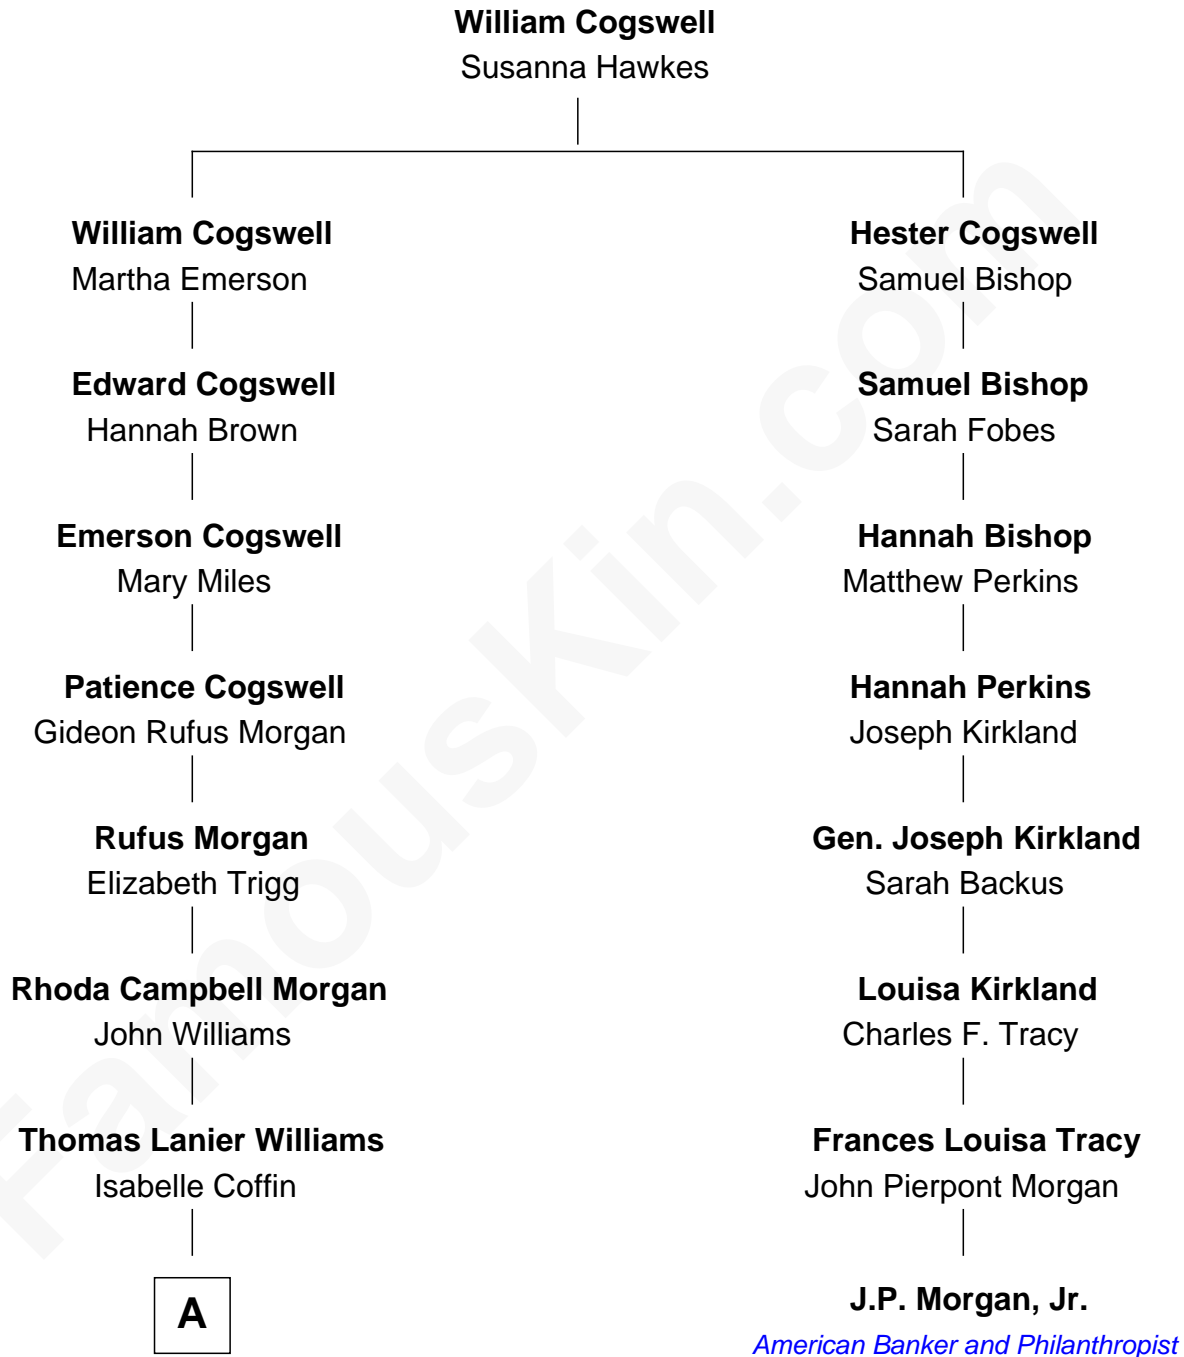 William Cogswell
Susanna Hawkes
William Cogswell
Martha Emerson
Hester Cogswell
Samuel Bishop
Edward Cogswell
Hannah Brown
Samuel Bishop
Sarah Fobes
Emerson Cogswell
Mary Miles
Hannah Bishop
Matthew Perkins
Patience Cogswell
Gideon Rufus Morgan
Hannah Perkins
Joseph Kirkland
Rufus Morgan
Elizabeth Trigg
Gen. Joseph Kirkland
Sarah Backus
Rhoda Campbell Morgan
John Williams
Louisa Kirkland
Charles F. Tracy
Thomas Lanier Williams
Isabelle Coffin
Frances Louisa Tracy
John Pierpont Morgan
A
J.P. Morgan, Jr.
American Banker and Philanthropist
FamousKin.com